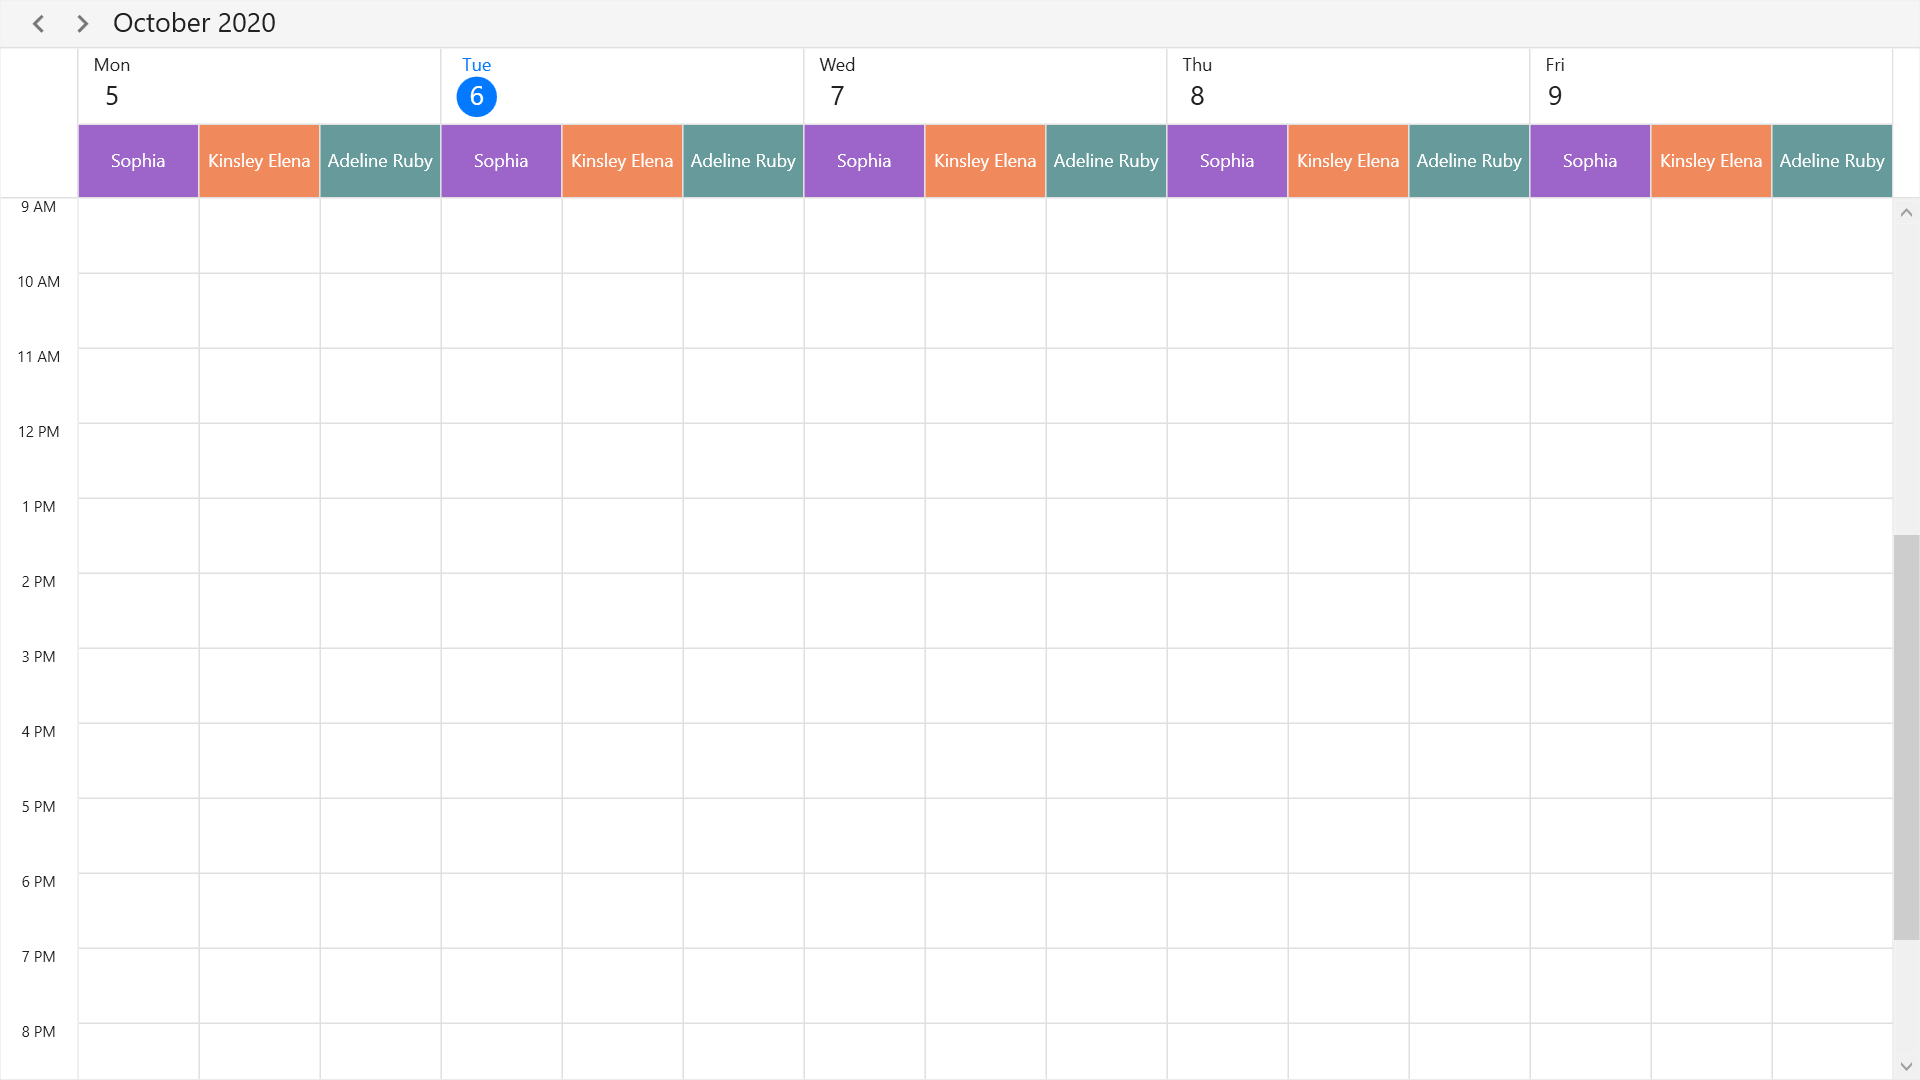 October 2020
Mon Tue Wed Thu Fri
5 6 7 8 9
Sophia Kinsley Elena Adeline Ruby Sophia Kinsley Elena Adeline Ruby Sophia Kinsley Elena Adeline Ruby Sophia Kinsley Elena Adeline Ruby Sophia Kinsley Elena Adeline Ruby
9 AM
10 AM
11 AM
12 PM
1 PM
2 PM
3 PM
4 PM
5 PM
6 PM
7 PM
8 PM